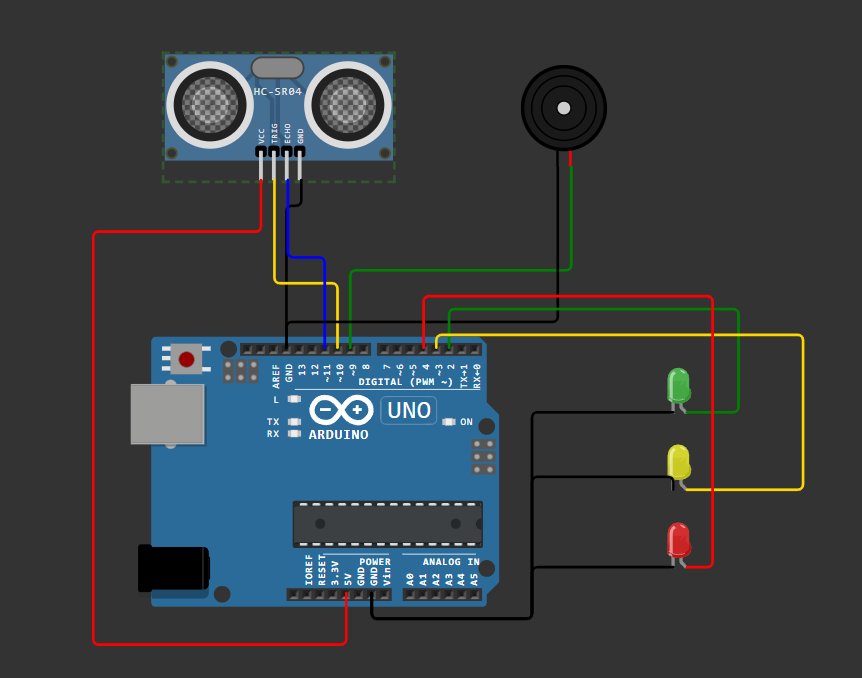 HC-SR04
VCC
TRIG
ECHO
GND
AREF
GND
13
12
~11
~10
~9
8
7
~6
~5
4
~3
2
TX→1
RX←0
DIGITAL (PWM ~)
L
TX
RX
UNO
ON
ARDUINO
POWER
ANALOG IN
IOREF
RESET
3.3V
5V
GND
GND
Vin
A0
A1
A2
A3
A4
A5